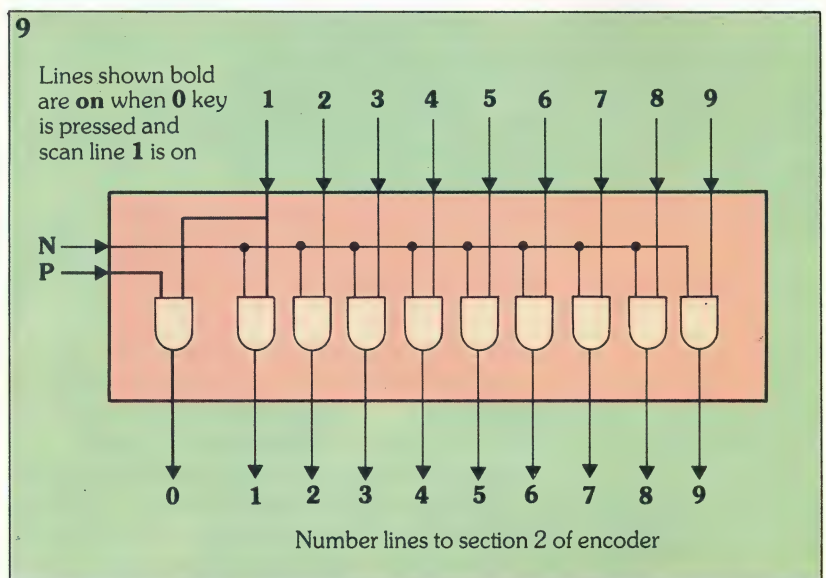 9
Lines shown bold
are on when 0 key
is pressed and
scan line 1 is on
1 2 3 4 5 6 7 8 9
N
P
0 1 2 3 4 5 6 7 8 9
Number lines to section 2 of encoder